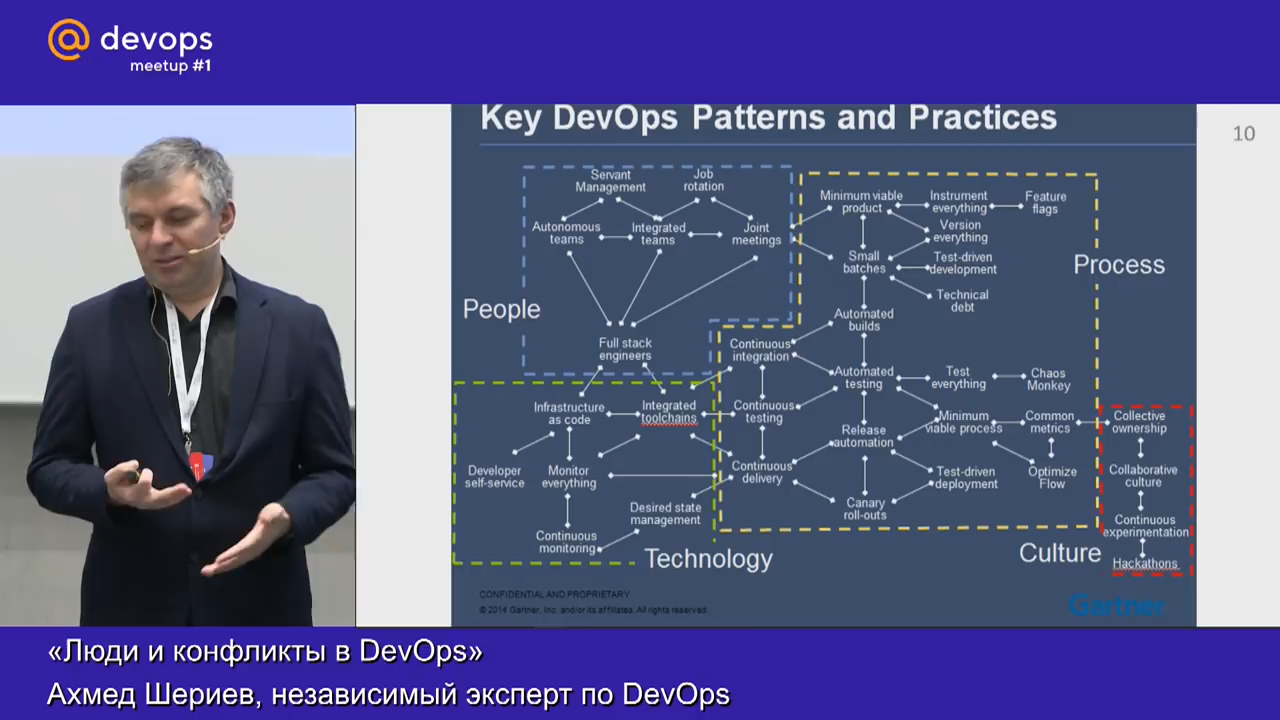 @ devops
meetup #1
Key DevOps Patterns and Practices
10
Servant
Management
Job
rotation
Autonomous
teams
Integrated
teams
Joint
meetings
People
Full stack
engineers
Minimum viable
product
Instrument
everything
Feature
flags
Version
everything
Small
batches
Test-driven
development
Process
Technical
debt
Automated
builds
Continuous
integration
Automated
testing
Test
everything
Chaos
Monkey
Infrastructure
as code
Integrated
toolchains
Continuous
testing
Release
automation
Minimum
viable process
Common
metrics
Collective
ownership
Developer
self-service
Monitor
everything
Continuous
delivery
Test-driven
deployment
Optimize
Flow
Collaborative
culture
Desired state
management
Canary
roll-outs
Continuous
experimentation
Continuous
monitoring
Technology
Culture
Hackathons
CONFIDENTIAL AND PROPRIETARY
© 2014 Gartner, Inc. and/or its affiliates. All rights reserved.
Gartner
«Люди и конфликты в DevOps»
Ахмед Шериев, независимый эксперт по DevOps